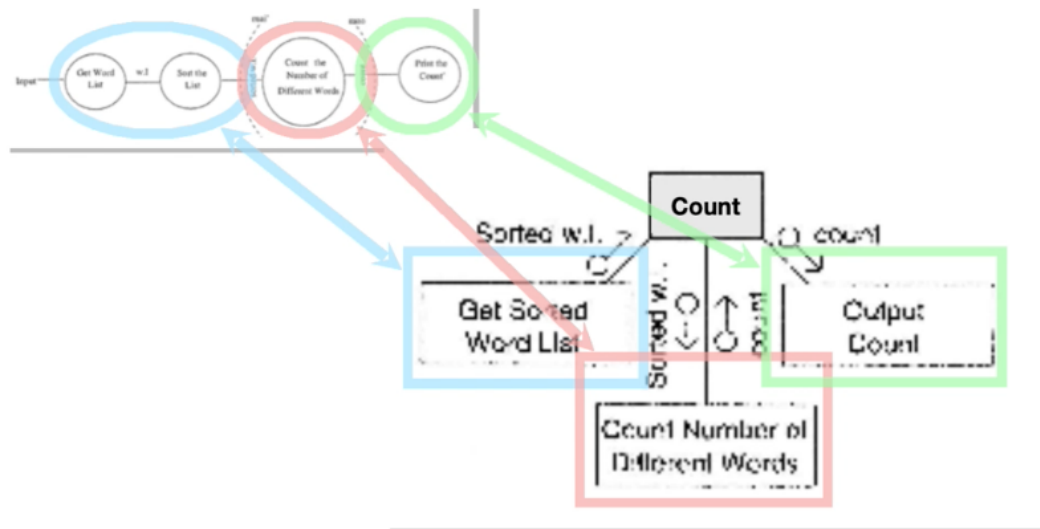 Input
Get Word
List
w.l
Sort the
List
Count the
Number of
Different Words
Print the
Count
Count
Sorted w.l.
count
Get Sorted
Word List
Sorted w.l.
count
Output
Count
Count Number of
Different Words